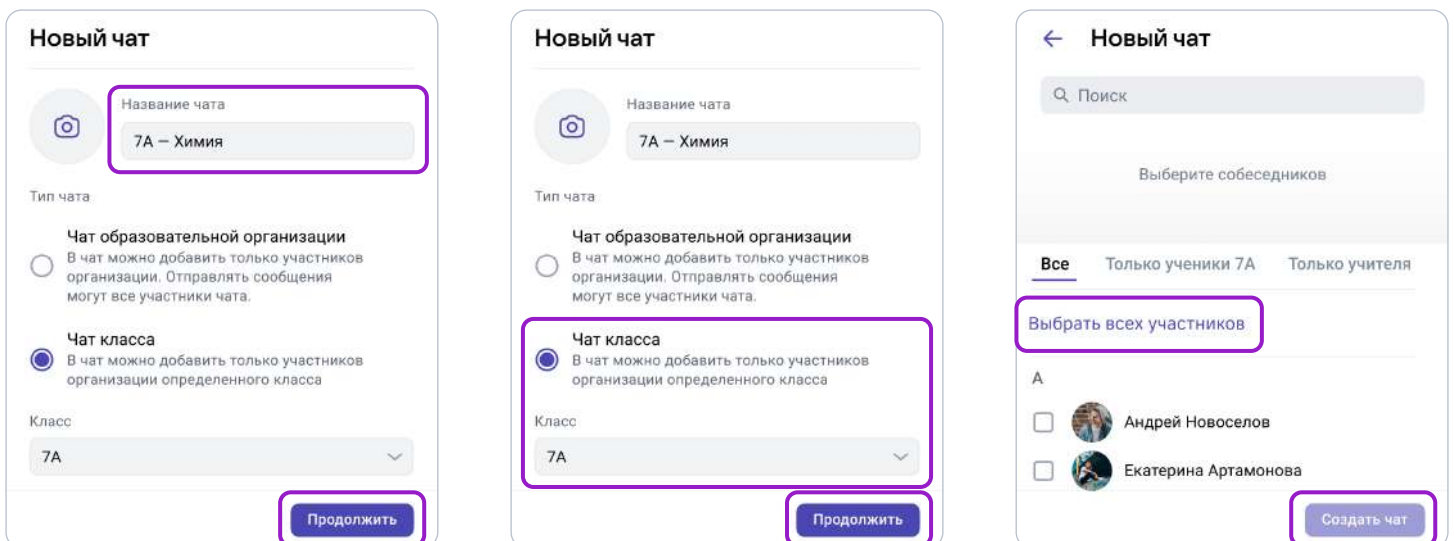 Новый чат
Название чата
7А — Химия
Тип чата
Чат образовательной организации
В чат можно добавить только участников
организации. Отправлять сообщения
могут все участники чата.
Чат класса
В чат можно добавить только участников
организации определенного класса
Класс
7А
Продолжить
Новый чат
Название чата
7А — Химия
Тип чата
Чат образовательной организации
В чат можно добавить только участников
организации. Отправлять сообщения
могут все участники чата.
Чат класса
В чат можно добавить только участников
организации определенного класса
Класс
7А
Продолжить
Новый чат
Поиск
Выберите собеседников
Все Только ученики 7А Только учителя
Выбрать всех участников
А
Андрей Новоселов
Екатерина Артамонова
Создать чат